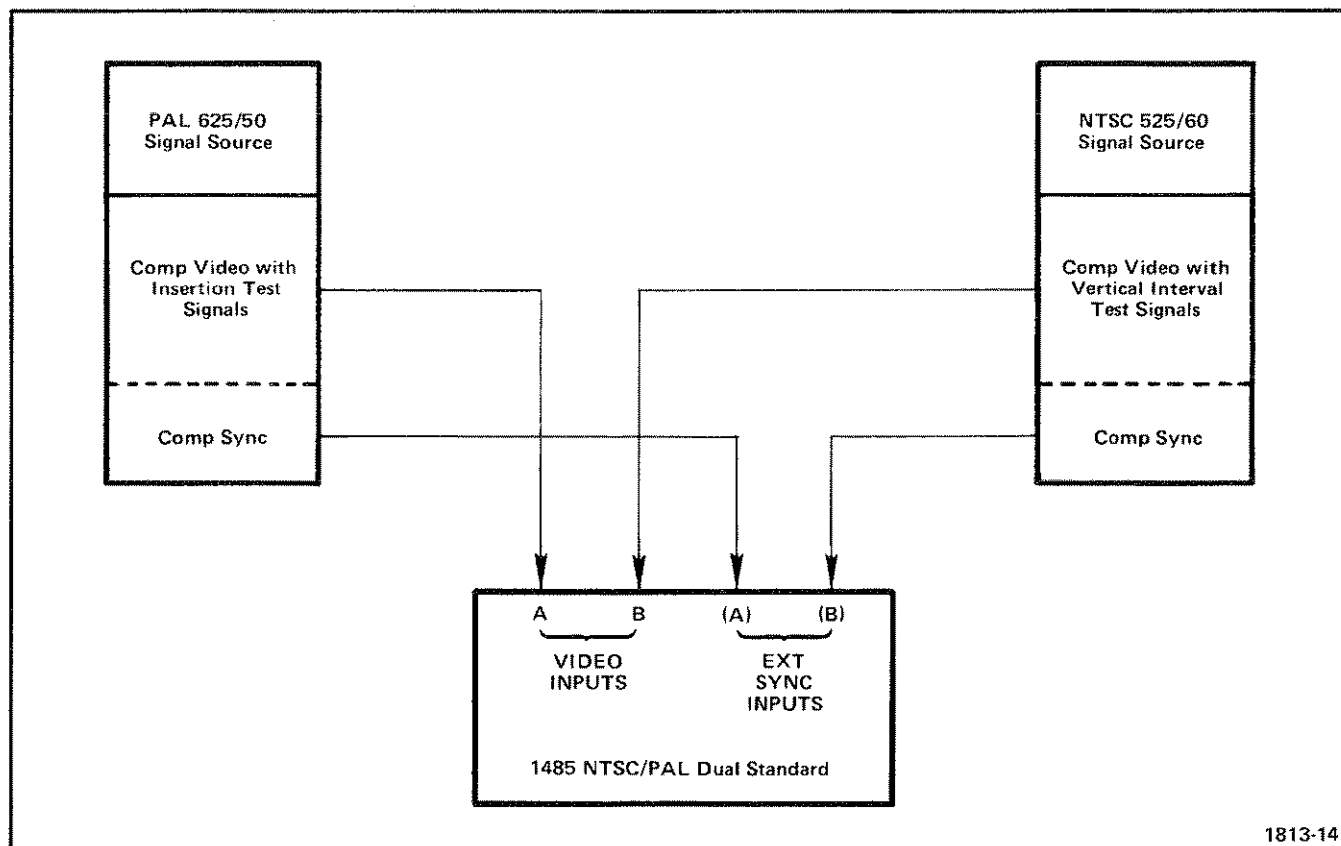 PAL 625/50
Signal Source
Comp Video with
Insertion Test
Signals
Comp Sync
NTSC 525/60
Signal Source
Comp Video with
Vertical Interval
Test Signals
Comp Sync
A B (A) (B)
VIDEO
INPUTS
EXT
SYNC
INPUTS
1485 NTSC/PAL Dual Standard
1813-14